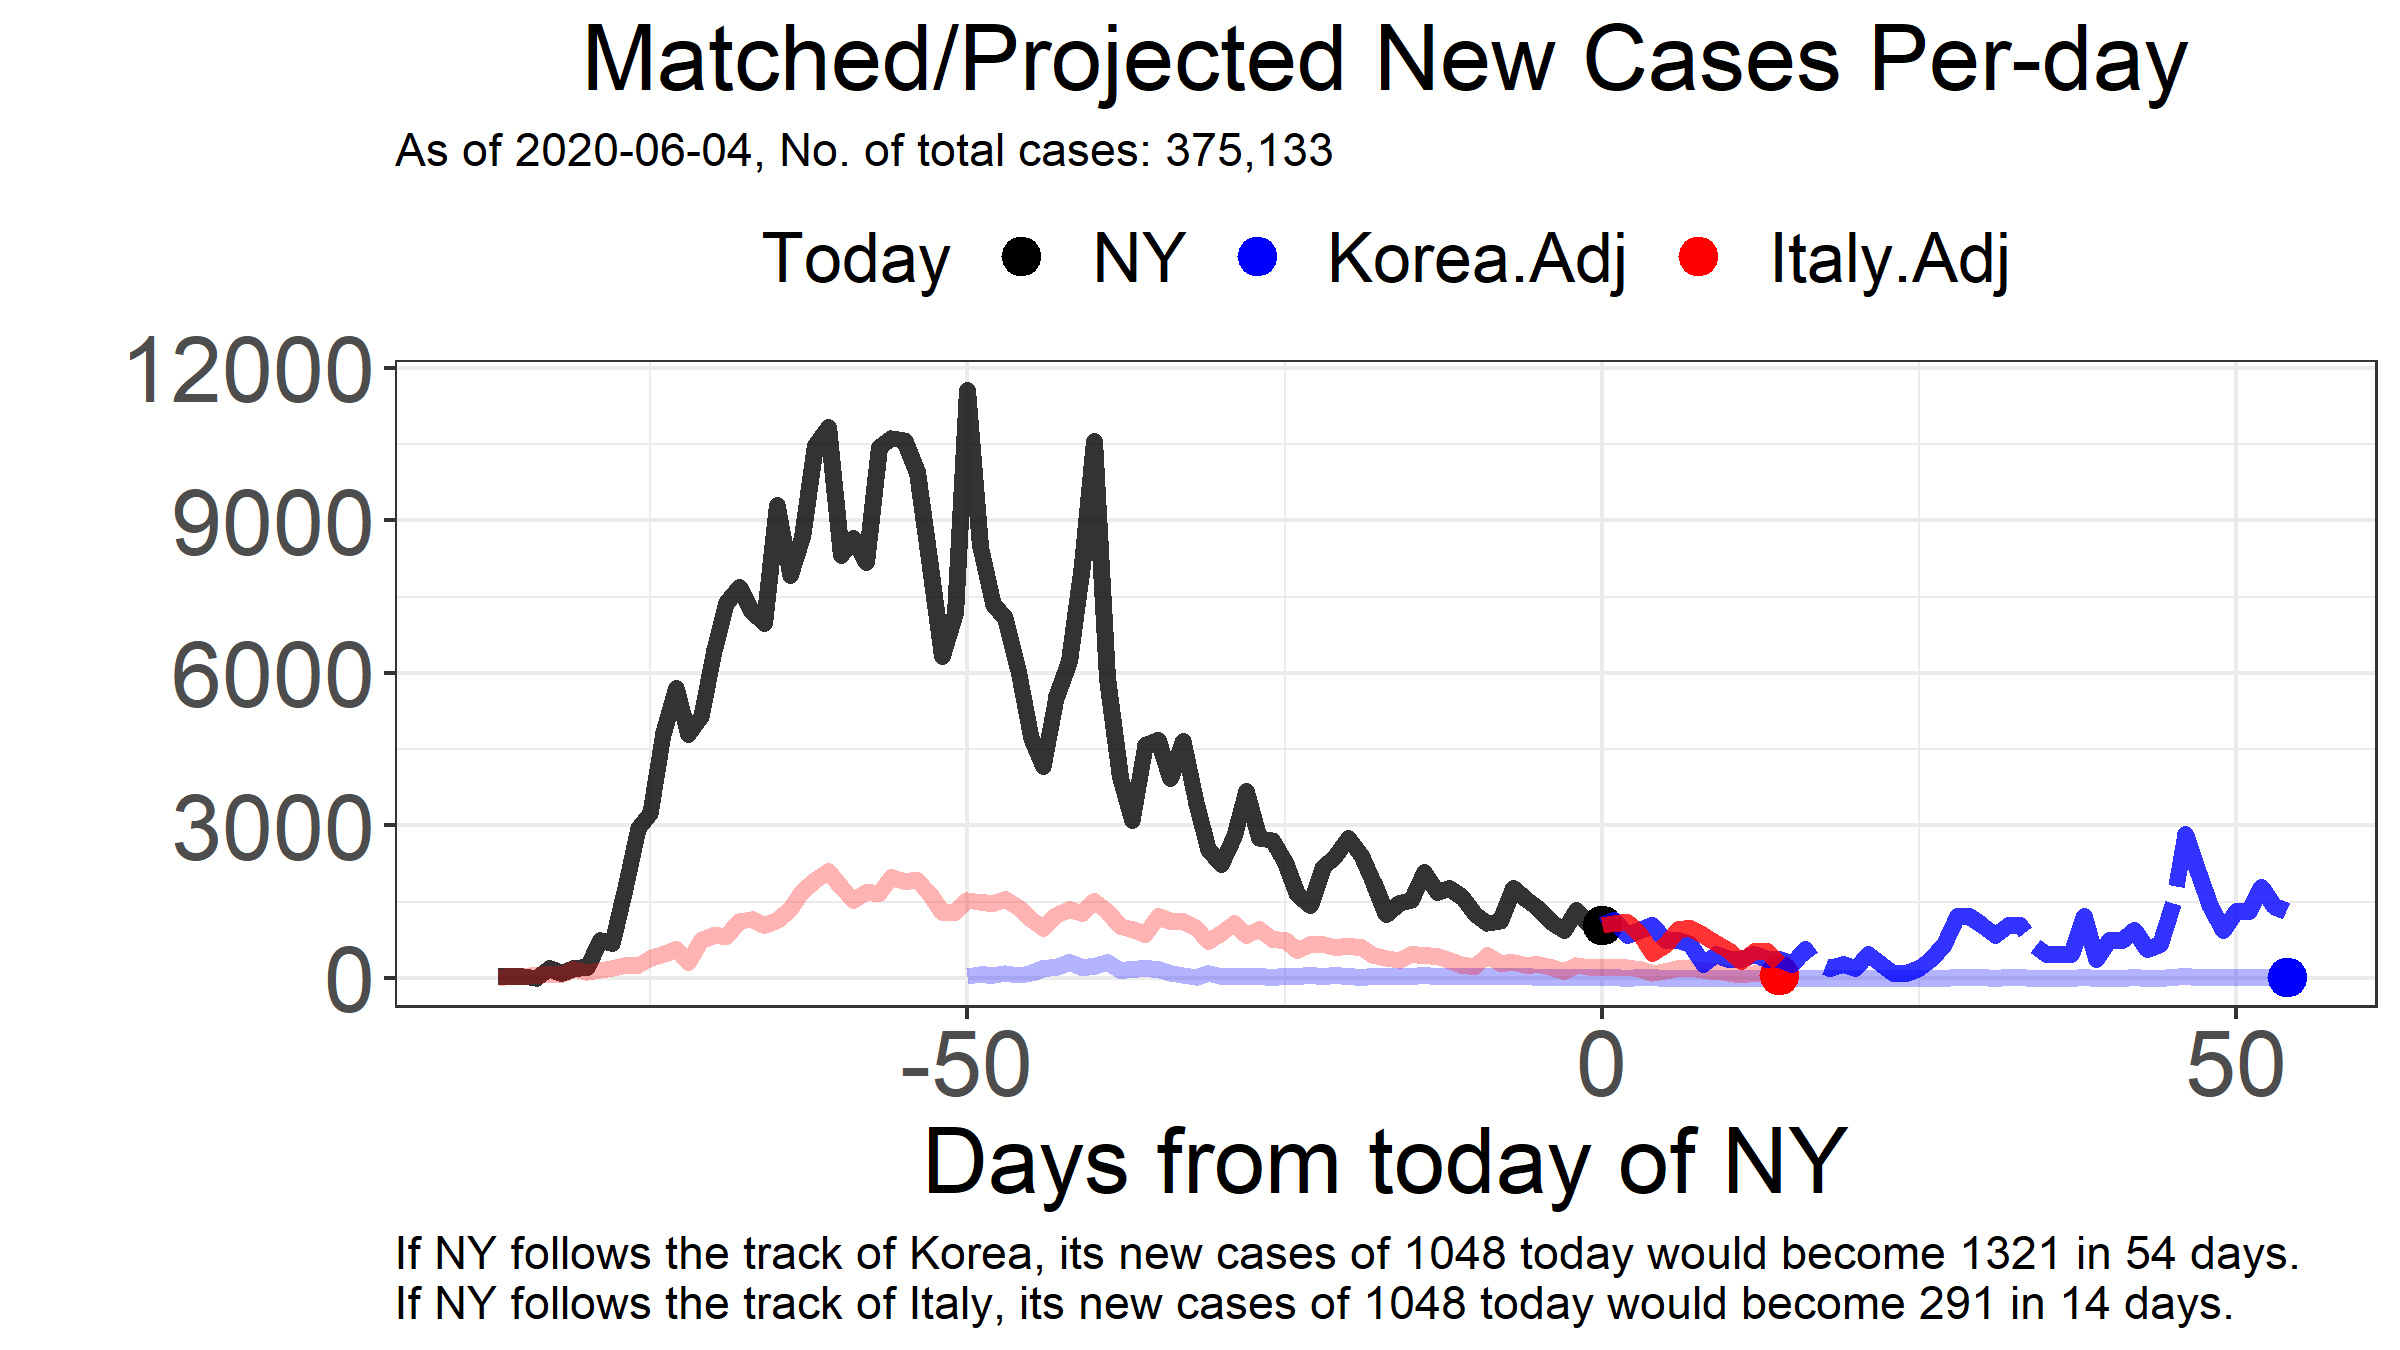 Matched/Projected New Cases Per-day
As of 2020-06-04, No. of total cases: 375,133
Today NY Korea.Adj Italy.Adj
12000
9000
6000
3000
0
-50 0 50
Days from today of NY
If NY follows the track of Korea, its new cases of 1048 today would become 1321 in 54 days.
If NY follows the track of Italy, its new cases of 1048 today would become 291 in 14 days.